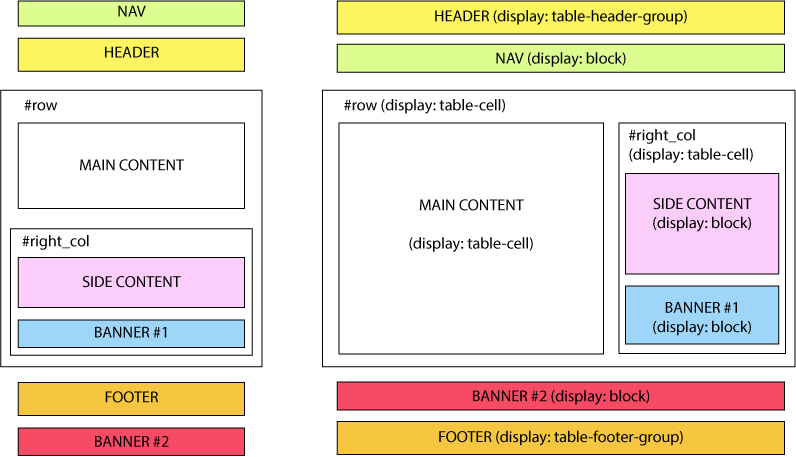 NAV
HEADER
#row
MAIN CONTENT
#right_col
SIDE CONTENT
BANNER #1
FOOTER
BANNER #2
HEADER (display: table-header-group)
NAV (display: block)
#row (display: table-cell)
MAIN CONTENT
(display: table-cell)
#right_col
(display: table-cell)
SIDE CONTENT
(display: block)
BANNER #1
(display: block)
BANNER #2 (display: block)
FOOTER (display: table-footer-group)